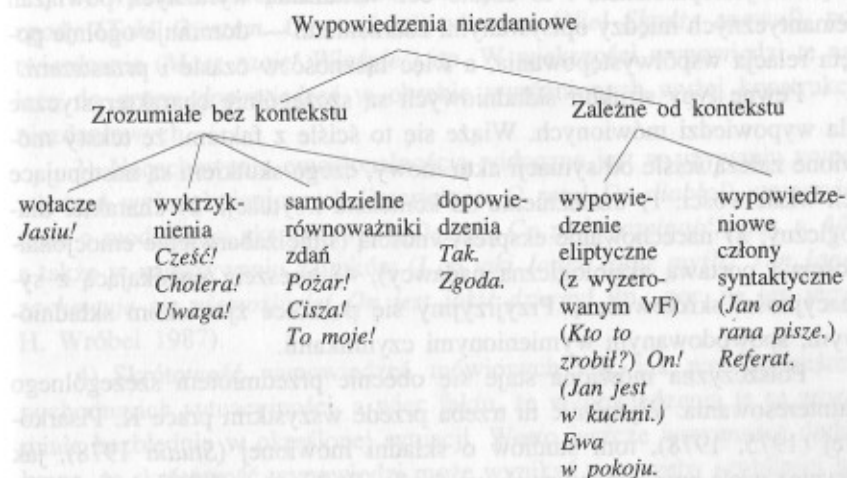 Wypowiedzenia niezdaniowe
Zrozumiałe bez kontekstu
Zależne od kontekstu
wołacze
Jasiu!
wykrzyk-
nienia
Cześć!
Cholera!
Uwaga!
samodzielne
równoważniki
zdań
Pożar!
Cisza!
To moje!
dopowie-
dzenia
Tak.
Zgoda.
wypowie-
dzenie
eliptyczne
(z wyzero-
wanym VF)
(Kto to
zrobił?) On!
(Jan jest
w kuchni.)
Ewa
w pokoju.
wypowiedze-
niowe
człony
syntaktyczne
(Jan od
rana pisze.)
Referat.